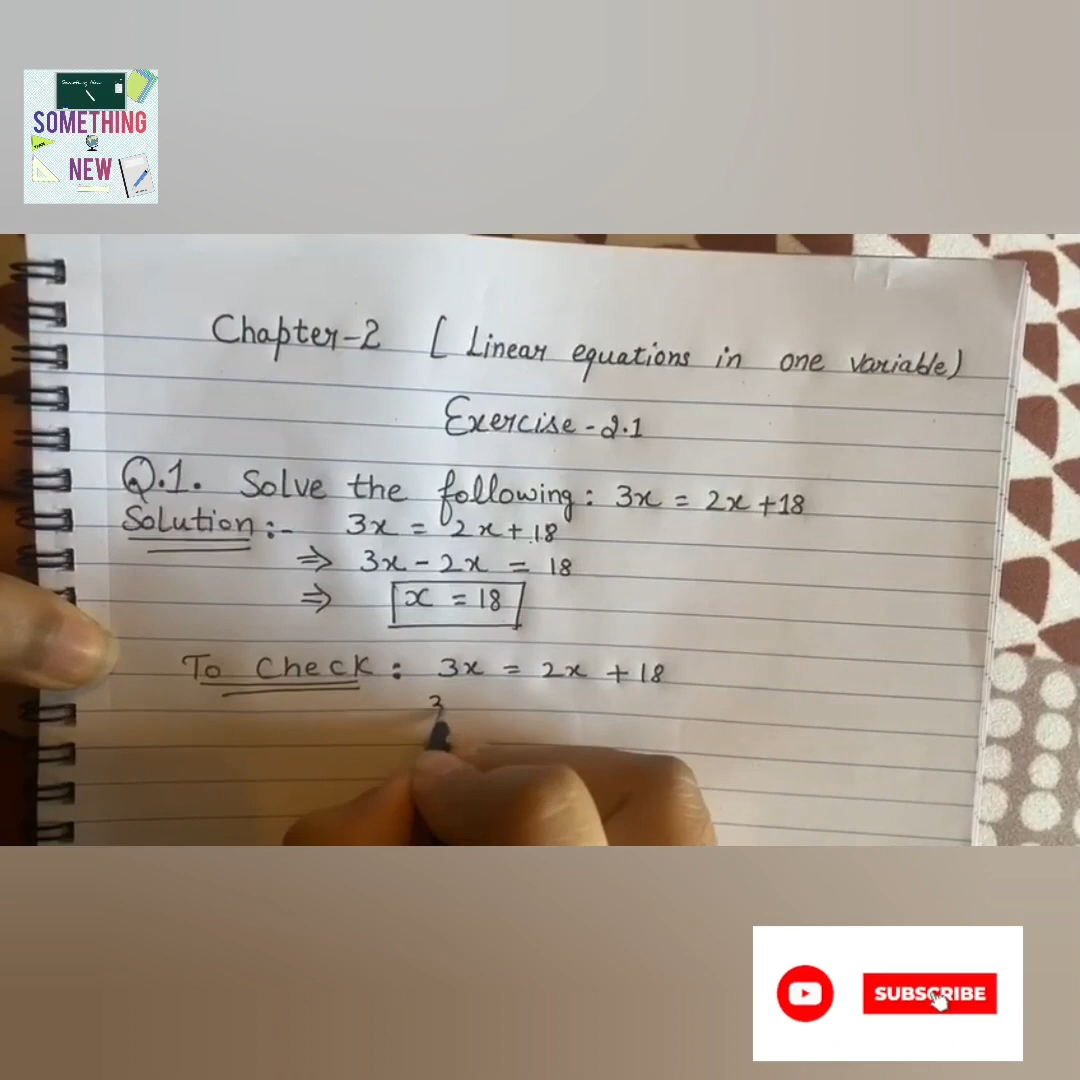 SOMETHING
NEW
Chapter-2 [ Linear equations in one variable)
Exercise-2.1
Q.1. Solve the following: 3x = 2x +18
Solution:- 3x = 2x + 18
⇒ 3x - 2x = 18
⇒ x = 18
To Check: 3x = 2x + 18
3
SUBSCRIBE